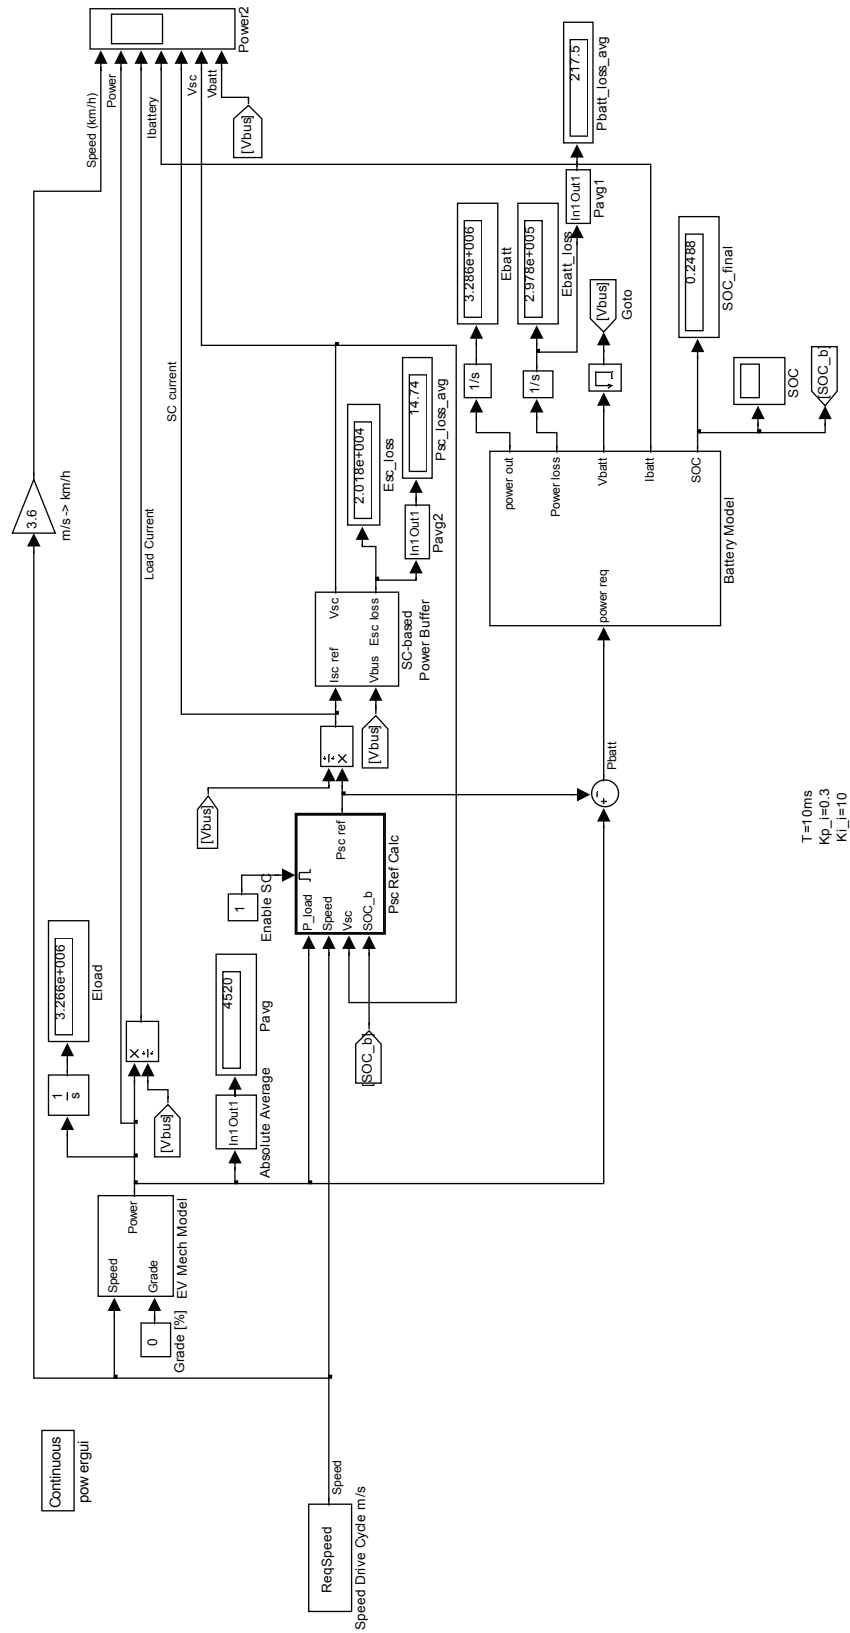 Continuous
pow ergui
ReqSpeed
Speed Drive Cycle m/s
Speed
0
Grade [%]
Speed
Grade
Power
EV Mech Model
1
s
3.266e+006
Eload
[Vbus]
×
÷
In1 Out1
Absolute Average
4520
Pavg
3.6
m/s -> km/h
Load Current
1
Enable SC
P_load
Speed
Vsc
SOC_b
Psc ref
Psc Ref Calc
[SOC_b]
[Vbus]
÷
×
[Vbus]
Isc ref
Vbus
Vsc
Esc loss
SC-based
Power Buffer
2.018e+004
Esc_loss
In1 Out1
Pavg2
14.74
Psc_loss_avg
SC current
+
−
Pbatt
power req
power out
Power loss
Vbatt
Ibatt
SOC
Battery Model
1/s
3.286e+006
Ebatt
1/s
2.978e+005
Ebatt_loss
[Vbus]
Goto
In1 Out1
Pavg1
217.5
Pbatt_loss_avg
0.2488
SOC_final
SOC
[SOC_b]
Speed (km/h)
Power
Ibattery
Vsc
Vbatt
[Vbus]
Power2
T=10ms
Kp_i=0.3
Ki_i=10